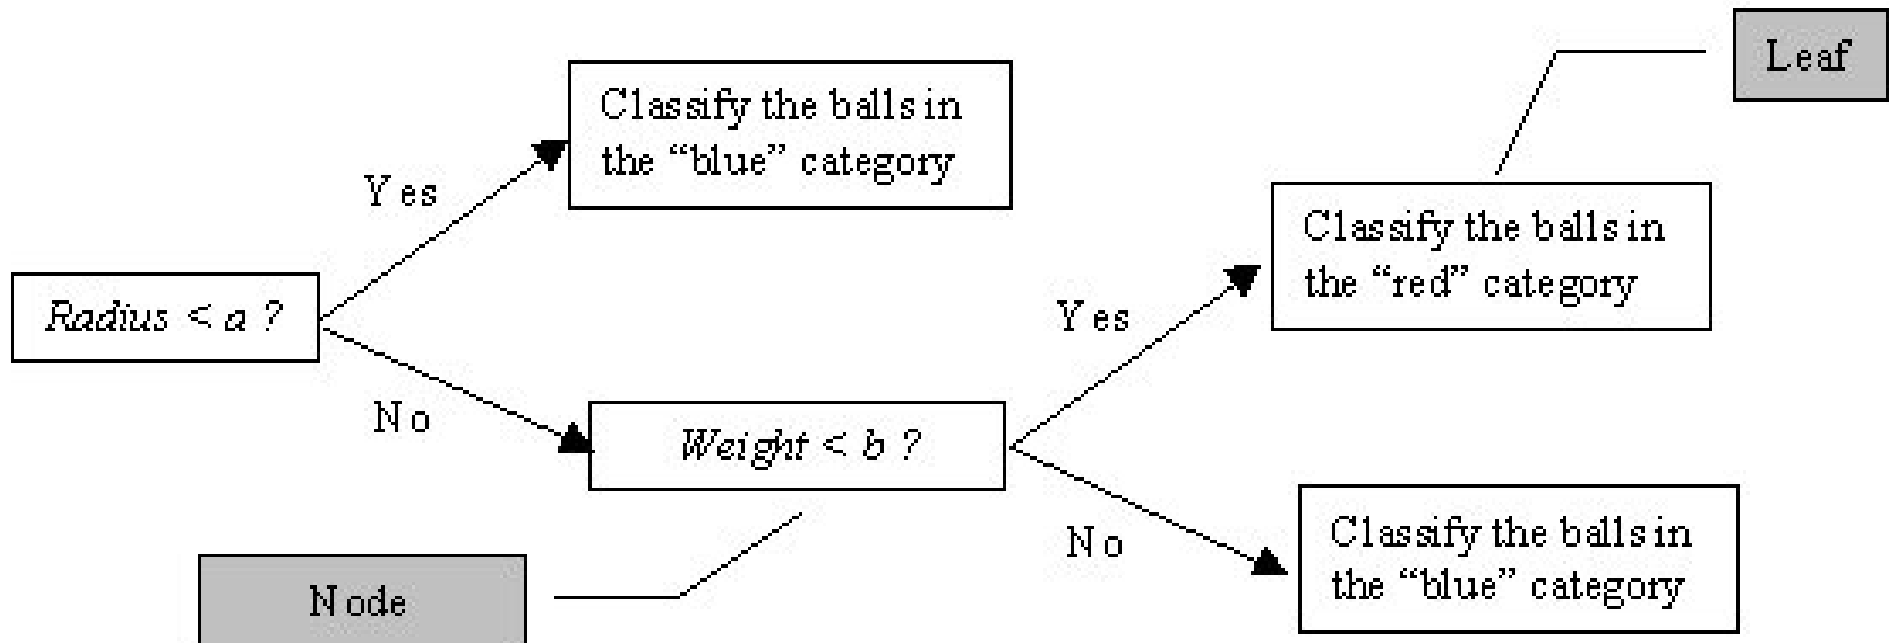 Leaf
Classify the balls in
the “blue” category
Yes
Classify the balls in
the “red” category
Radius < a ?
Yes
No
Weight < b ?
No
Classify the balls in
the “blue” category
Node